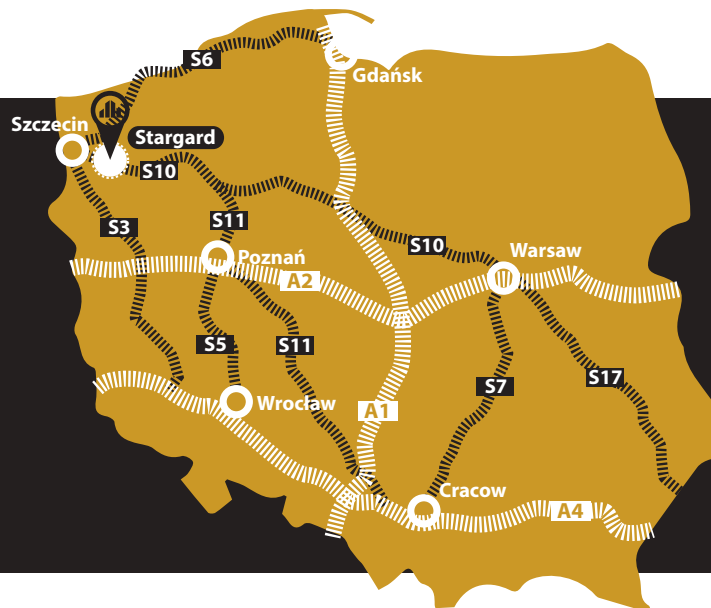 S6
Gdańsk
Szczecin
Stargard
S10
S11
S3
S10
Warsaw
Poznań
A2
S5
S11
S7
S17
Wrocław
A1
Cracow
A4